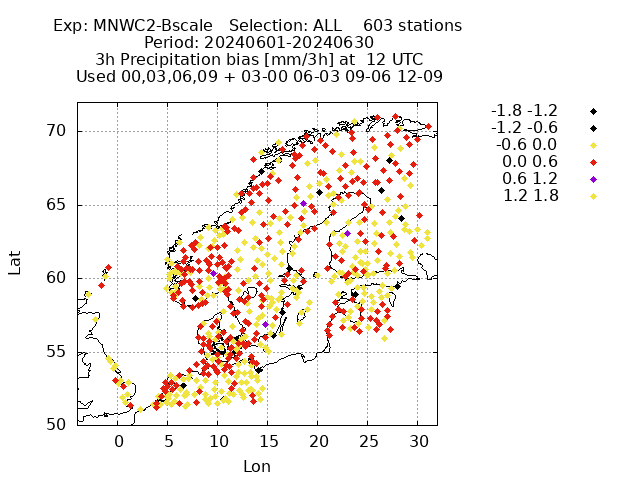 Exp: MNWC2-Bscale   Selection: ALL    603 stations
Period: 20240601-20240630
3h Precipitation bias [mm/3h] at  12 UTC
Used 00,03,06,09 + 03-00 06-03 09-06 12-09
-1.8 -1.2
-1.2 -0.6
-0.6 0.0
0.0 0.6
0.6 1.2
1.2 1.8
70
65
60
55
50
Lat
0 5 10 15 20 25 30
Lon